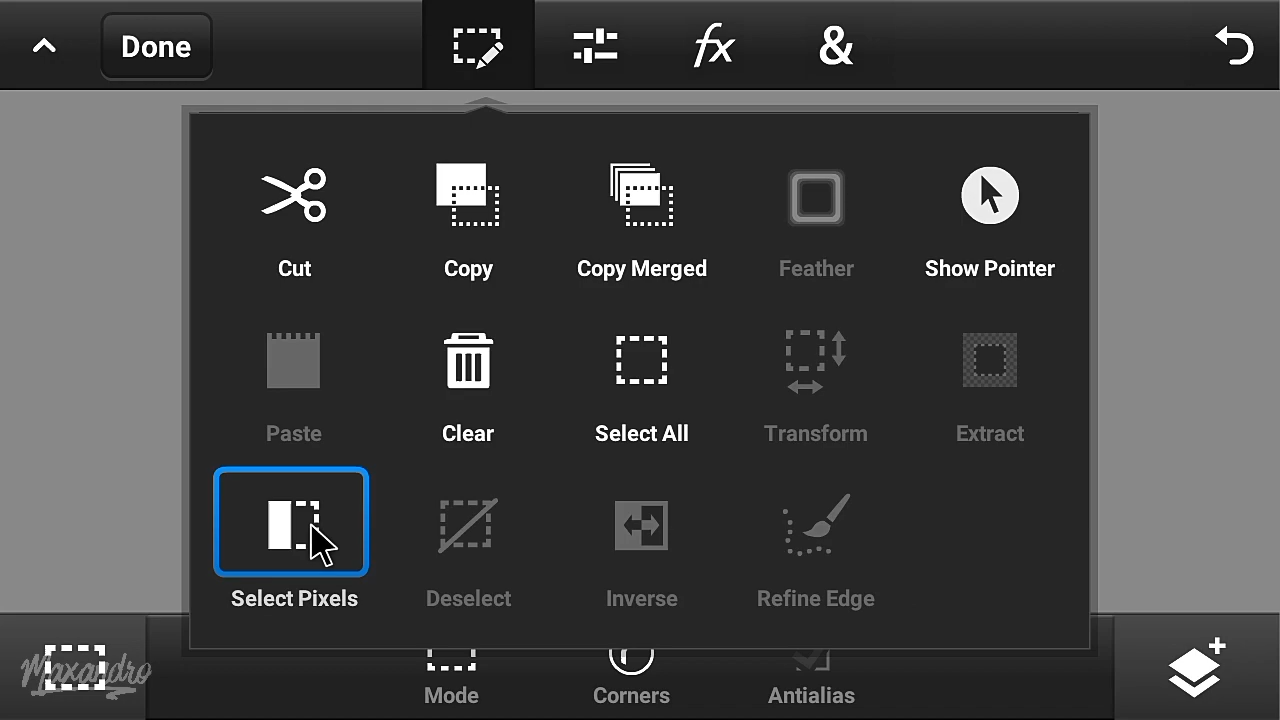 Done
fx
&
Cut
Copy
Copy Merged
Feather
Show Pointer
Paste
Clear
Select All
Transform
Extract
Select Pixels
Deselect
Inverse
Refine Edge
Maxandro
Mode
Corners
Antialias